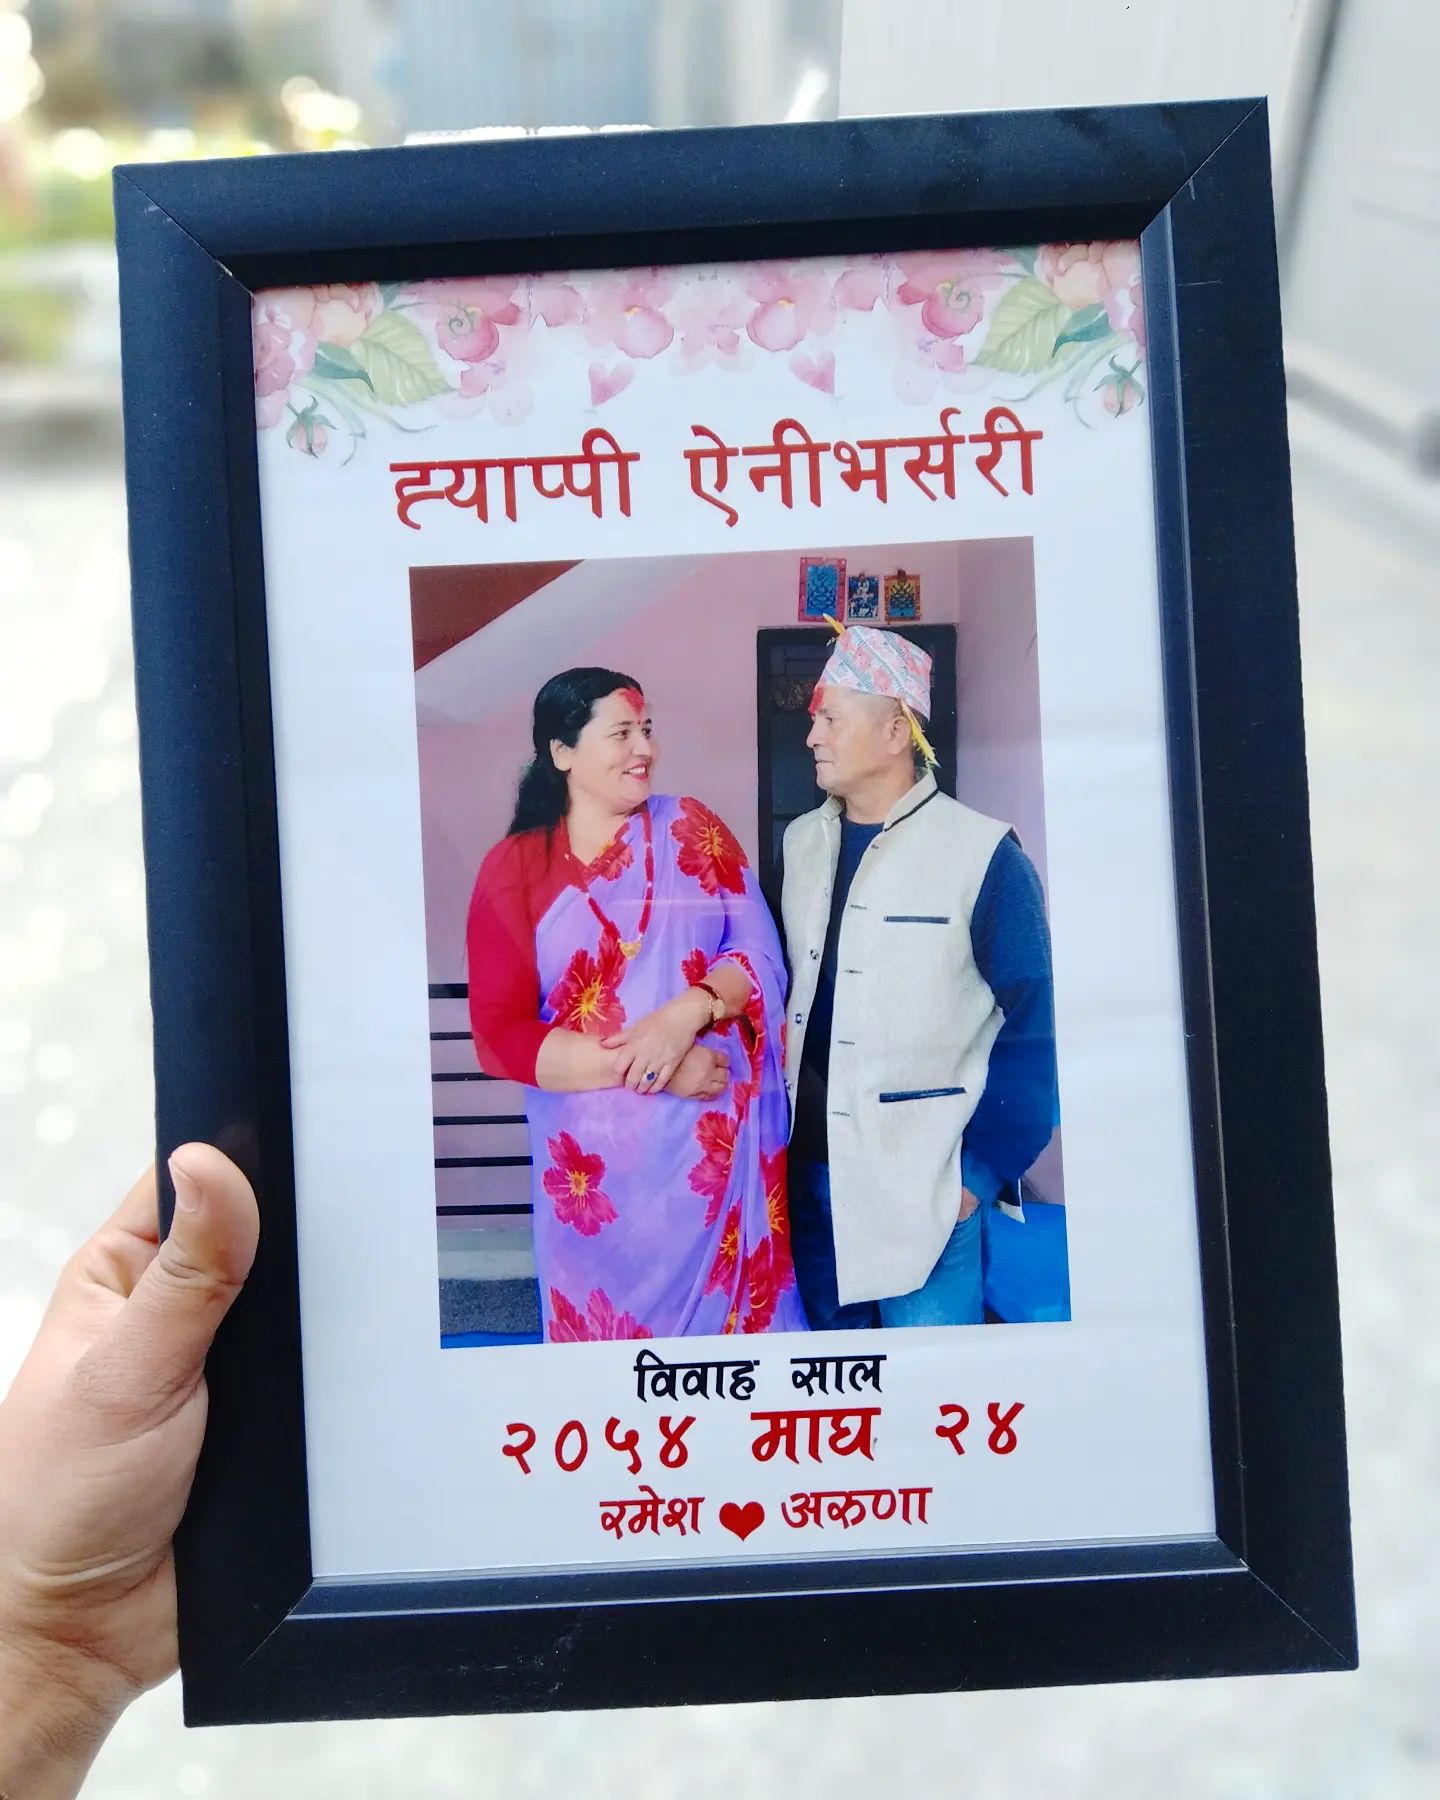 ह्याप्पी ऐनीभर्सरी
विवाह साल
२०५४ माघ २४
रमेश ❤ अरुणा